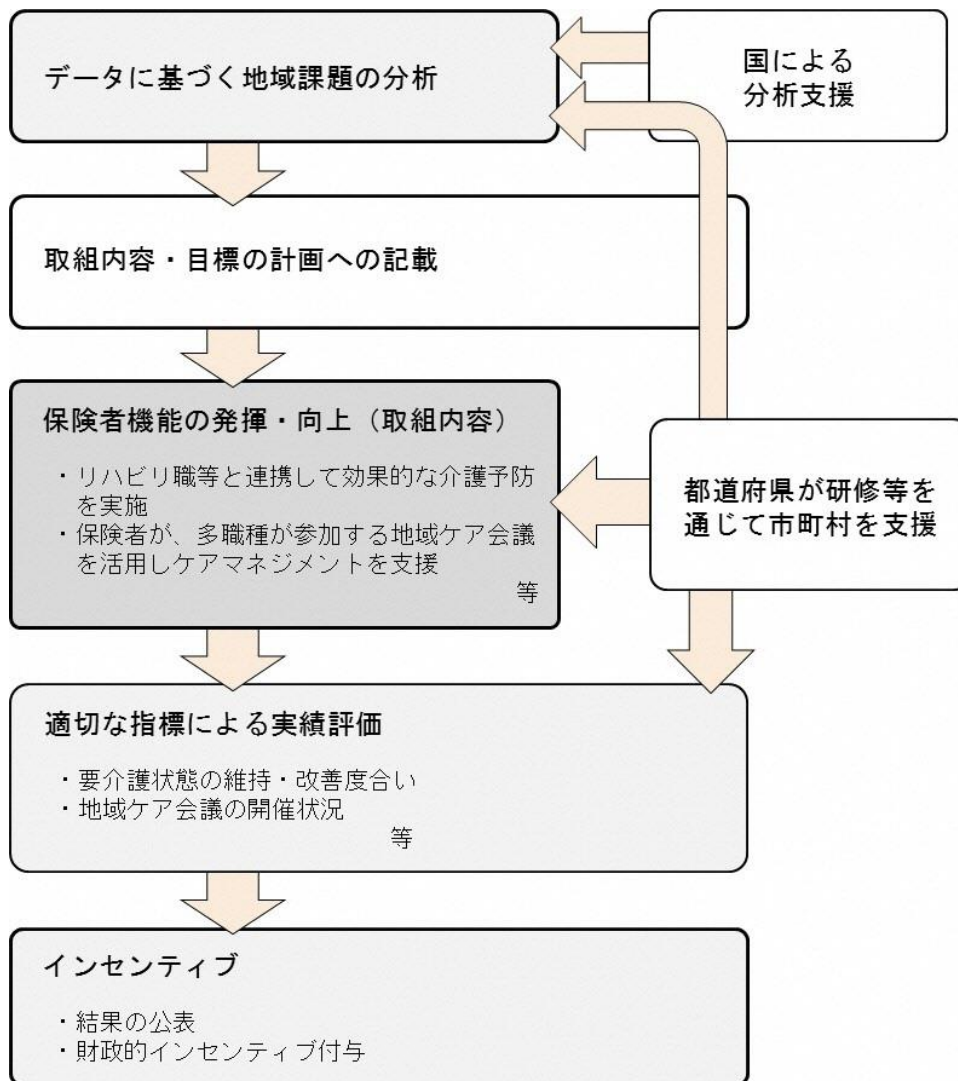 データに基づく地域課題の分析
国による
分析支援
取組内容・目標の計画への記載
保険者機能の発揮・向上（取組内容）
・リハビリ職等と連携して効果的な介護予防
を実施
・保険者が、多職種が参加する地域ケア会議
を活用しケアマネジメントを支援
等
都道府県が研修等を
通じて市町村を支援
適切な指標による実績評価
・要介護状態の維持・改善度合い
・地域ケア会議の開催状況
等
インセンティブ
・結果の公表
・財政的インセンティブ付与